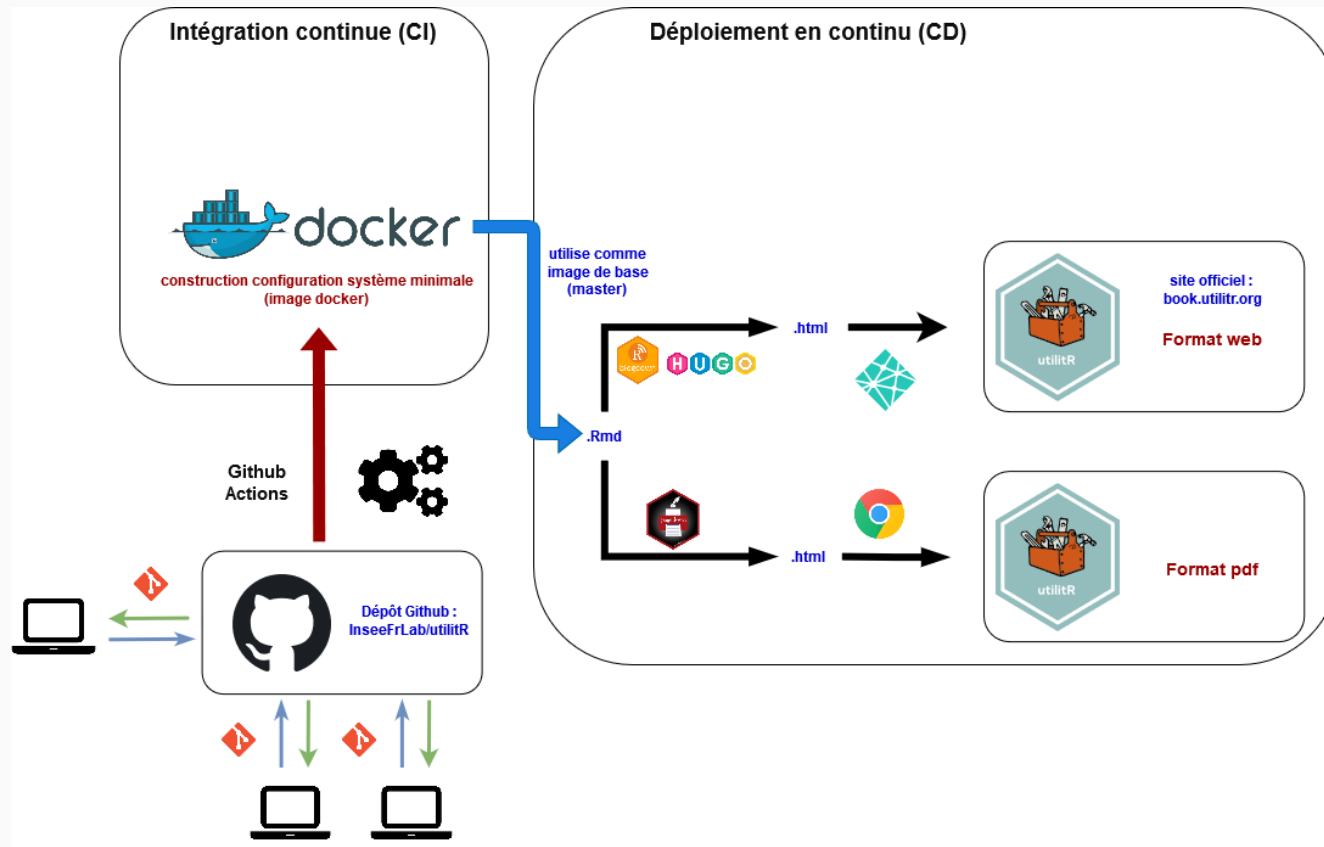 Intégration continue (CI)
Déploiement en continu (CD)
docker
construction configuration système minimale
(image docker)
utilise comme
image de base
(master)
.html
HUGO
site officiel :
book.utilitr.org
Format web
utilitR
.Rmd
Github
Actions
.html
Format pdf
utilitR
Dépôt Github :
InseeFrLab/utilitR